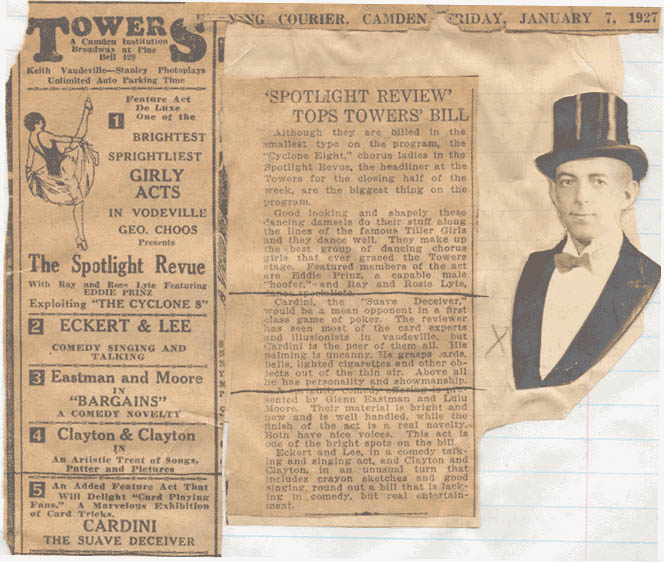 EVENING COURIER, CAMDEN FRIDAY, JANUARY 7, 1927
TOWERS
A Camden Institution
Broadway at Pine
Bell 429
Keith Vaudeville—Stanley Photoplays
Unlimited Auto Parking Time
Feature Act
De Luxe
1 One of the
BRIGHTEST
SPRIGHTLIEST
GIRLY
ACTS
IN VODEVILLE
GEO. CHOOS
Presents
The Spotlight Revue
With Ray and Rose Lyte Featuring
EDDIE PRINZ
Exploiting "THE CYCLONE 8"
2 ECKERT & LEE
COMEDY SINGING AND
TALKING
3 Eastman and Moore
IN
"BARGAINS"
A COMEDY NOVELTY
4 Clayton & Clayton
IN
An Artistic Treat of Songs,
Patter and Pictures
5 An Added Feature Act That
Will Delight "Card Playing
Fans," A Marvelous Exhibition
of Card Tricks.
CARDINI
THE SUAVE DECEIVER
'SPOTLIGHT REVIEW'
TOPS TOWERS' BILL
Although they are billed in the
smallest type on the program, the
"Cyclone Eight," chorus ladies in the
Spotlight Revue, the headliner at the
Towers for the closing half of the
week, are the biggest thing on the
program.
Good looking and shapely these
dancing damsels do their stuff along
the lines of the famous Tiller Girls
and they dance well. They make up
the best group of dancing chorus
girls that ever graced the Towers
stage. Featured members of the act
are Eddie Prinz, a capable male
"hoofer," and Ray and Rosie Lyte,
dance specialists.
Cardini, the "Suave Deceiver,"
would be a mean opponent in a first
class game of poker. The reviewer
has seen most of the card experts
and illusionists in vaudeville, but
Cardini is the peer of them all. His
palming is uncanny. He grasps cards,
balls, lighted cigarettes and other ob-
jects out of the thin air. Above all
he has personality and showmanship.
A comedy offering is pre-
sented by Glenn Eastman and Lulu
Moore. Their material is bright and
new and is well handled, while the
finish of the act is a real novelty.
Both have nice voices. This act is
one of the bright spots on the bill.
Eckert and Lee, in a comedy talk-
ing and singing act, and Clayton and
Clayton, in an unusual turn that
includes crayon sketches and good
singing, round out a bill that is lack-
ing in comedy, but real entertain-
ment.
X